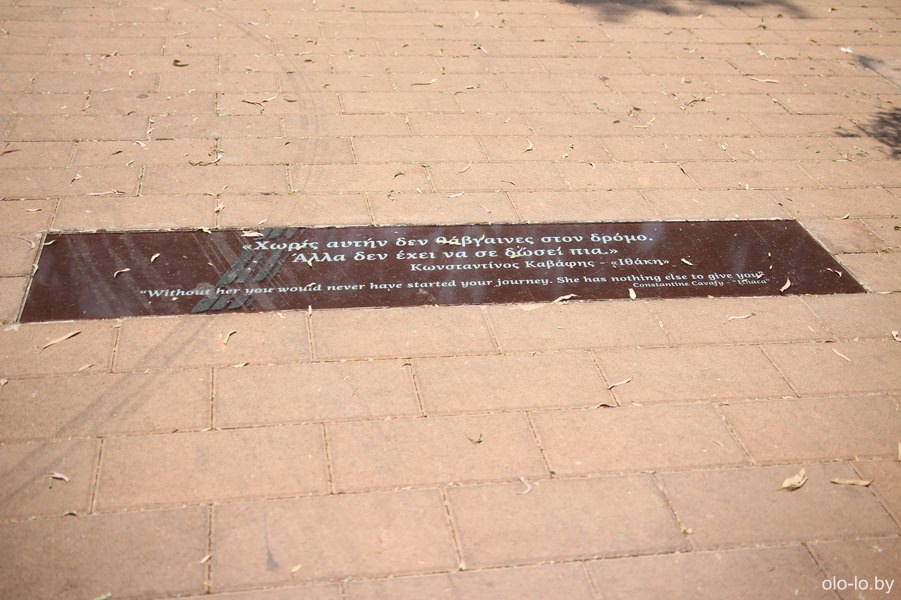 «Χωρίς αυτήν δεν θάβγαινες στον δρόμο.
Άλλα δεν έχει να σε δώσει πια.»
Κωνσταντίνος Καβάφης - «Ιθάκη»
“Without her you would never have started your journey. She has nothing else to give you”
Constantine Cavafy - “Ithaca”
olo-lo.by